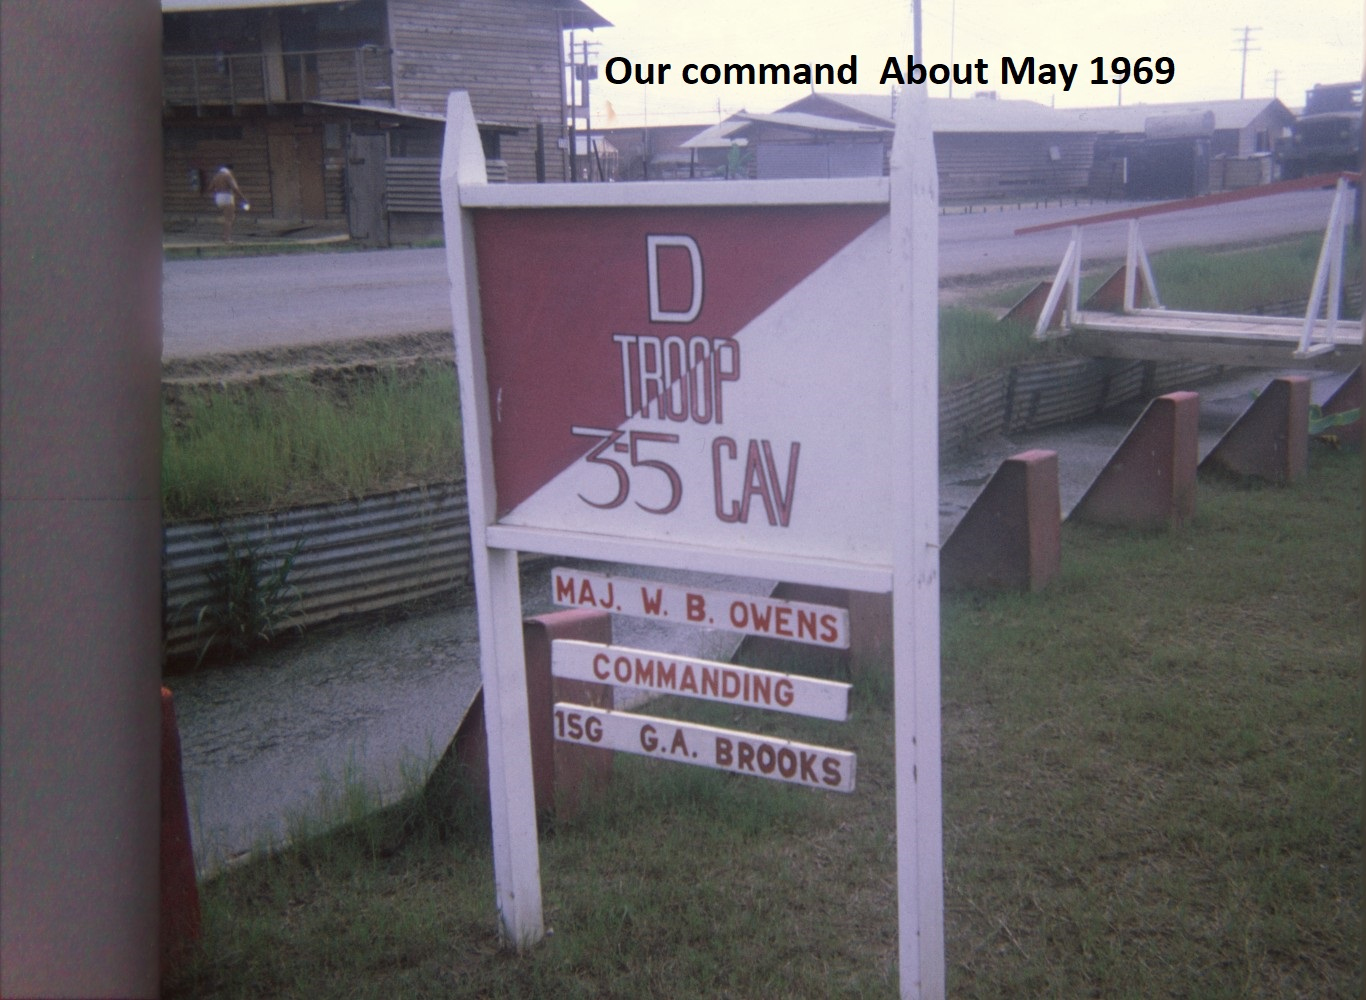 Our command  About May 1969
D
TROOP
3-5 CAV
MAJ. W. B. OWENS
COMMANDING
1SG G.A. BROOKS